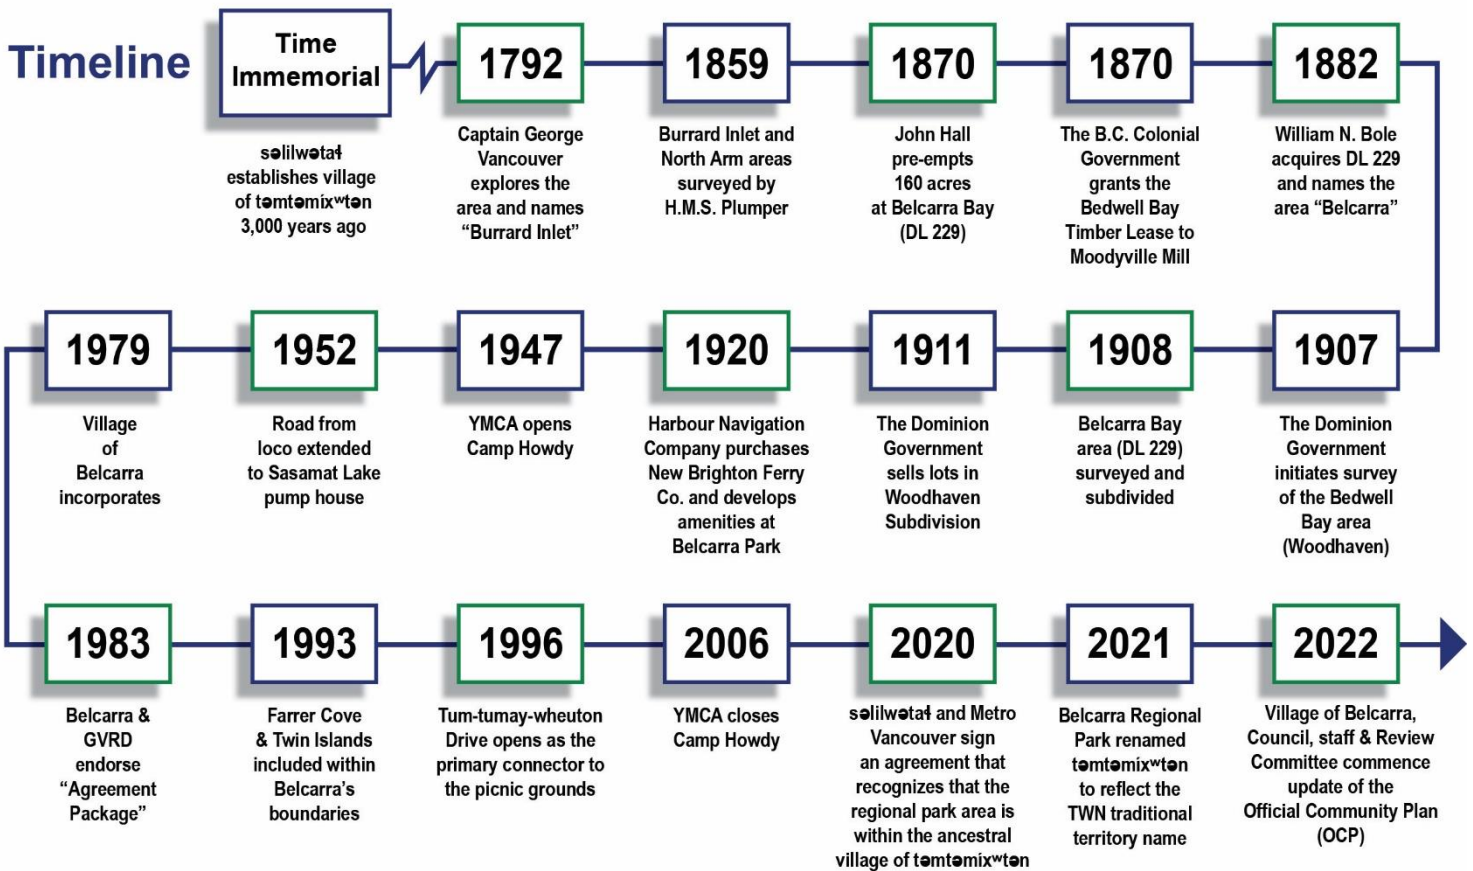 Timeline
Time
Immemorial
səlilwətaɬ
establishes village
of təmtəmíxʷtən
3,000 years ago
1792
Captain George
Vancouver
explores the
area and names
“Burrard Inlet”
1859
Burrard Inlet and
North Arm areas
surveyed by
H.M.S. Plumper
1870
John Hall
pre-empts
160 acres
at Belcarra Bay
(DL 229)
1870
The B.C. Colonial
Government
grants the
Bedwell Bay
Timber Lease to
Moodyville Mill
1882
William N. Bole
acquires DL 229
and names the
area “Belcarra”
1907
The Dominion
Government
initiates survey
of the Bedwell
Bay area
(Woodhaven)
1908
Belcarra Bay
area (DL 229)
surveyed and
subdivided
1911
The Dominion
Government
sells lots in
Woodhaven
Subdivision
1920
Harbour Navigation
Company purchases
New Brighton Ferry
Co. and develops
amenities at
Belcarra Park
1947
YMCA opens
Camp Howdy
1952
Road from
Ioco extended
to Sasamat Lake
pump house
1979
Village
of
Belcarra
incorporates
1983
Belcarra &
GVRD
endorse
“Agreement
Package”
1993
Farrer Cove
& Twin Islands
included within
Belcarra’s
boundaries
1996
Tum-tumay-wheuton
Drive opens as the
primary connector to
the picnic grounds
2006
YMCA closes
Camp Howdy
2020
səlilwətaɬ and Metro
Vancouver sign
an agreement that
recognizes that the
regional park area is
within the ancestral
village of təmtəmíxʷtən
2021
Belcarra Regional
Park renamed
təmtəmíxʷtən
to reflect the
TWN traditional
territory name
2022
Village of Belcarra,
Council, staff & Review
Committee commence
update of the
Official Community Plan
(OCP)